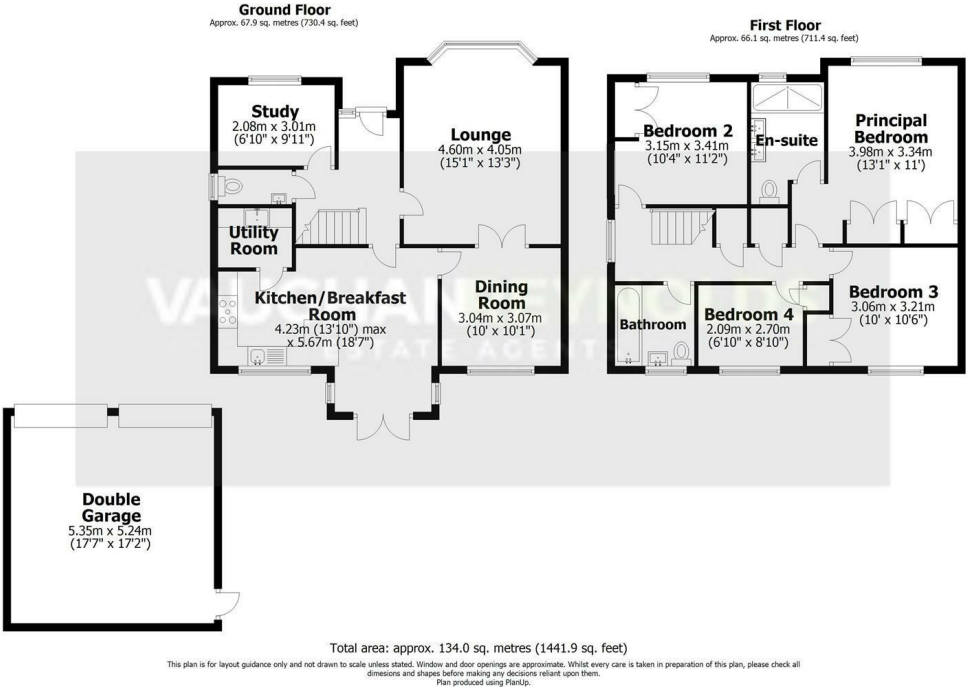 Ground Floor
Approx. 67.9 sq. metres (730.4 sq. feet)
First Floor
Approx. 66.1 sq. metres (711.4 sq. feet)
Study
2.08m x 3.01m
(6'10" x 9'11")
Lounge
4.60m x 4.05m
(15'1" x 13'3")
Utility
Room
Kitchen/Breakfast
Room
4.23m (13'10") max
x 5.67m (18'7")
Dining
Room
3.04m x 3.07m
(10' x 10'1")
Bedroom 2
3.15m x 3.41m
(10'4" x 11'2")
En-suite
Principal
Bedroom
3.98m x 3.34m
(13'1" x 11')
Bathroom
Bedroom 4
2.09m x 2.70m
(6'10" x 8'10")
Bedroom 3
3.06m x 3.21m
(10' x 10'6")
VAUGHANREYNOLDS
ESTATE AGENTS
Double
Garage
5.35m x 5.24m
(17'7" x 17'2")
Total area: approx. 134.0 sq. metres (1441.9 sq. feet)
This plan is for layout guidance only and not drawn to scale unless stated. Window and door openings are approximate. Whilst every care is taken in preparation of this plan, please check all
dimesions and shapes before making any decisions reliant upon them.
Plan produced using PlanUp.